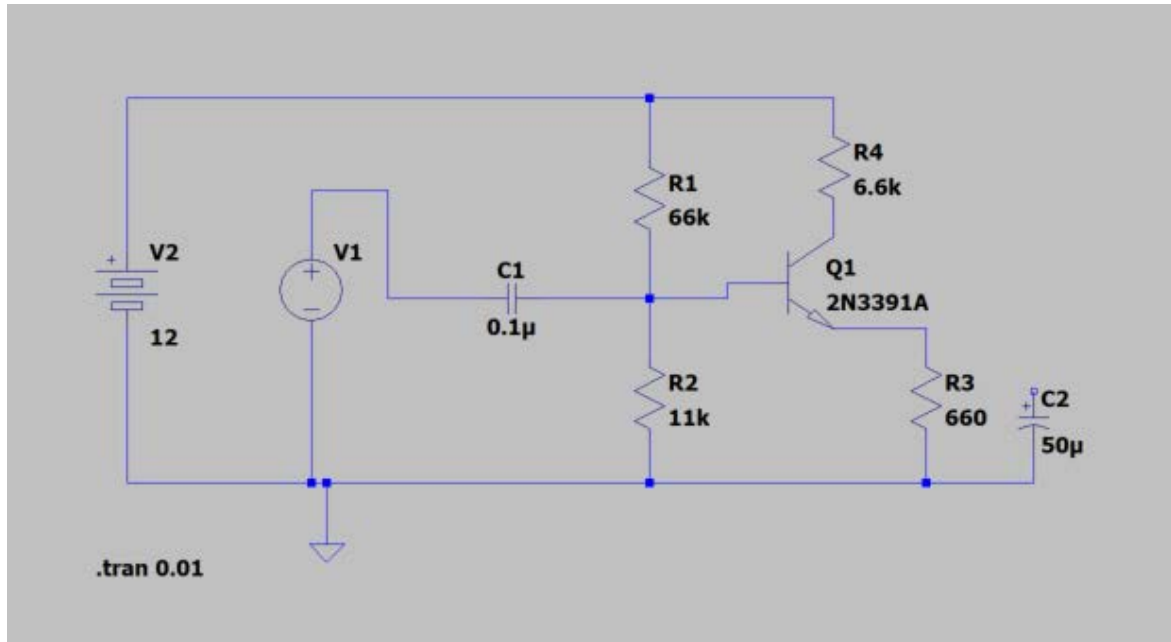 R4
6.6k
R1
66k
V2
12
V1
C1
0.1µ
Q1
2N3391A
R2
11k
R3
660
C2
50µ
.tran 0.01